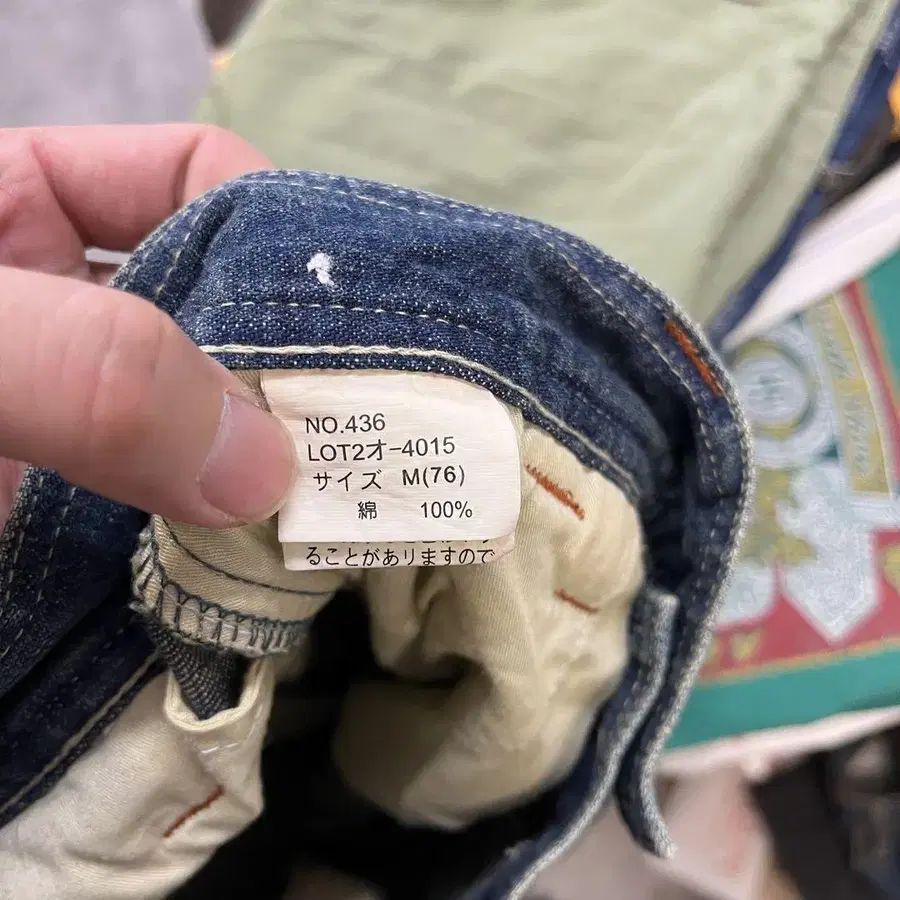 NO.436
LOT2オ-4015
サイズ M(76)
綿 100%
ることがありますので